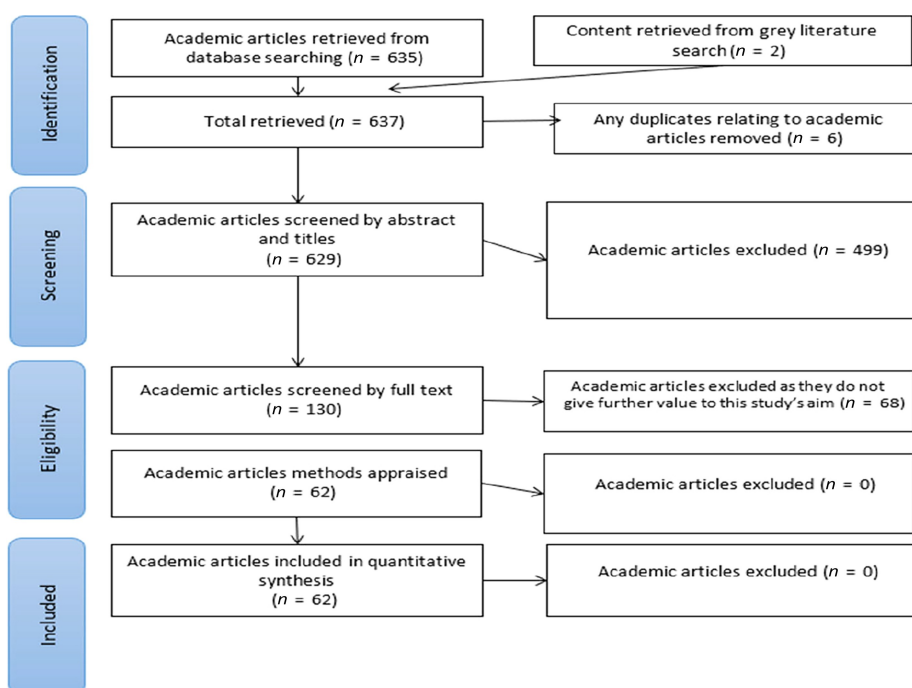 Identification
Academic articles retrieved from
database searching (n = 635)
Content retrieved from grey literature
search (n = 2)
Total retrieved (n = 637)
Any duplicates relating to academic
articles removed (n = 6)
Screening
Academic articles screened by abstract
and titles
(n = 629)
Academic articles excluded (n = 499)
Eligibility
Academic articles screened by full text
(n = 130)
Academic articles excluded as they do not
give further value to this study's aim (n = 68)
Academic articles methods appraised
(n = 62)
Academic articles excluded (n = 0)
Included
Academic articles included in quantitative
synthesis
(n = 62)
Academic articles excluded (n = 0)